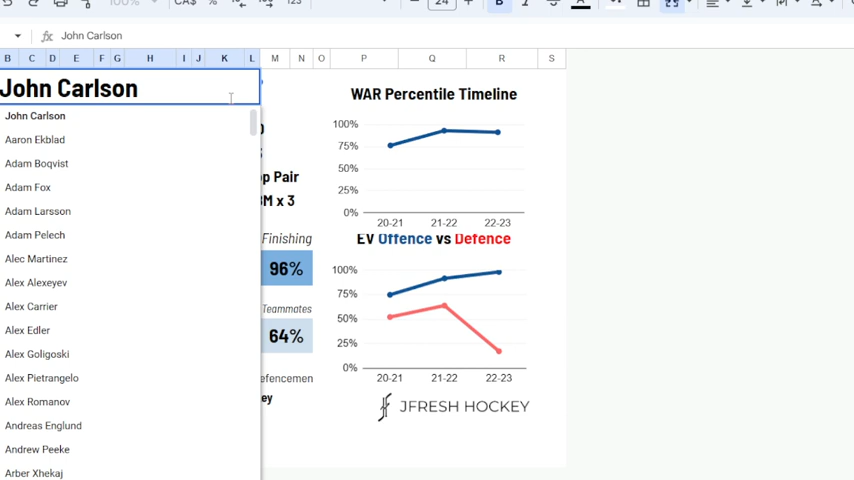 100% CA$ % 123 24 B I A
fx John Carlson
B C D E F G H I J K L M N O P Q R S
John Carlson
John Carlson
Aaron Ekblad
Adam Boqvist
Adam Fox
Adam Larsson
Adam Pelech
Alec Martinez
Alex Alexeyev
Alex Carrier
Alex Edler
Alex Goligoski
Alex Pietrangelo
Alex Romanov
Andreas Englund
Andrew Peeke
Arber Xhekaj
op Pair
M x 3
Finishing
96%
Teammates
64%
efencemen
ey
WAR Percentile Timeline
100%
75%
50%
25%
0%
20-21 21-22 22-23
EV Offence vs Defence
100%
75%
50%
25%
0%
20-21 21-22 22-23
JFRESH HOCKEY